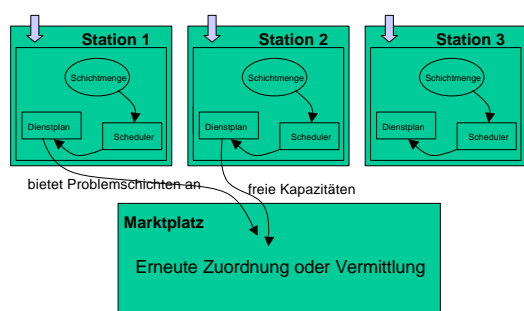 Station 1
Schichtmenge
Dienstplan
Scheduler
Station 2
Schichtmenge
Dienstplan
Scheduler
Station 3
Schichtmenge
Dienstplan
Scheduler
bietet Problemschichten an
freie Kapazitäten
Marktplatz
Erneute Zuordnung oder Vermittlung